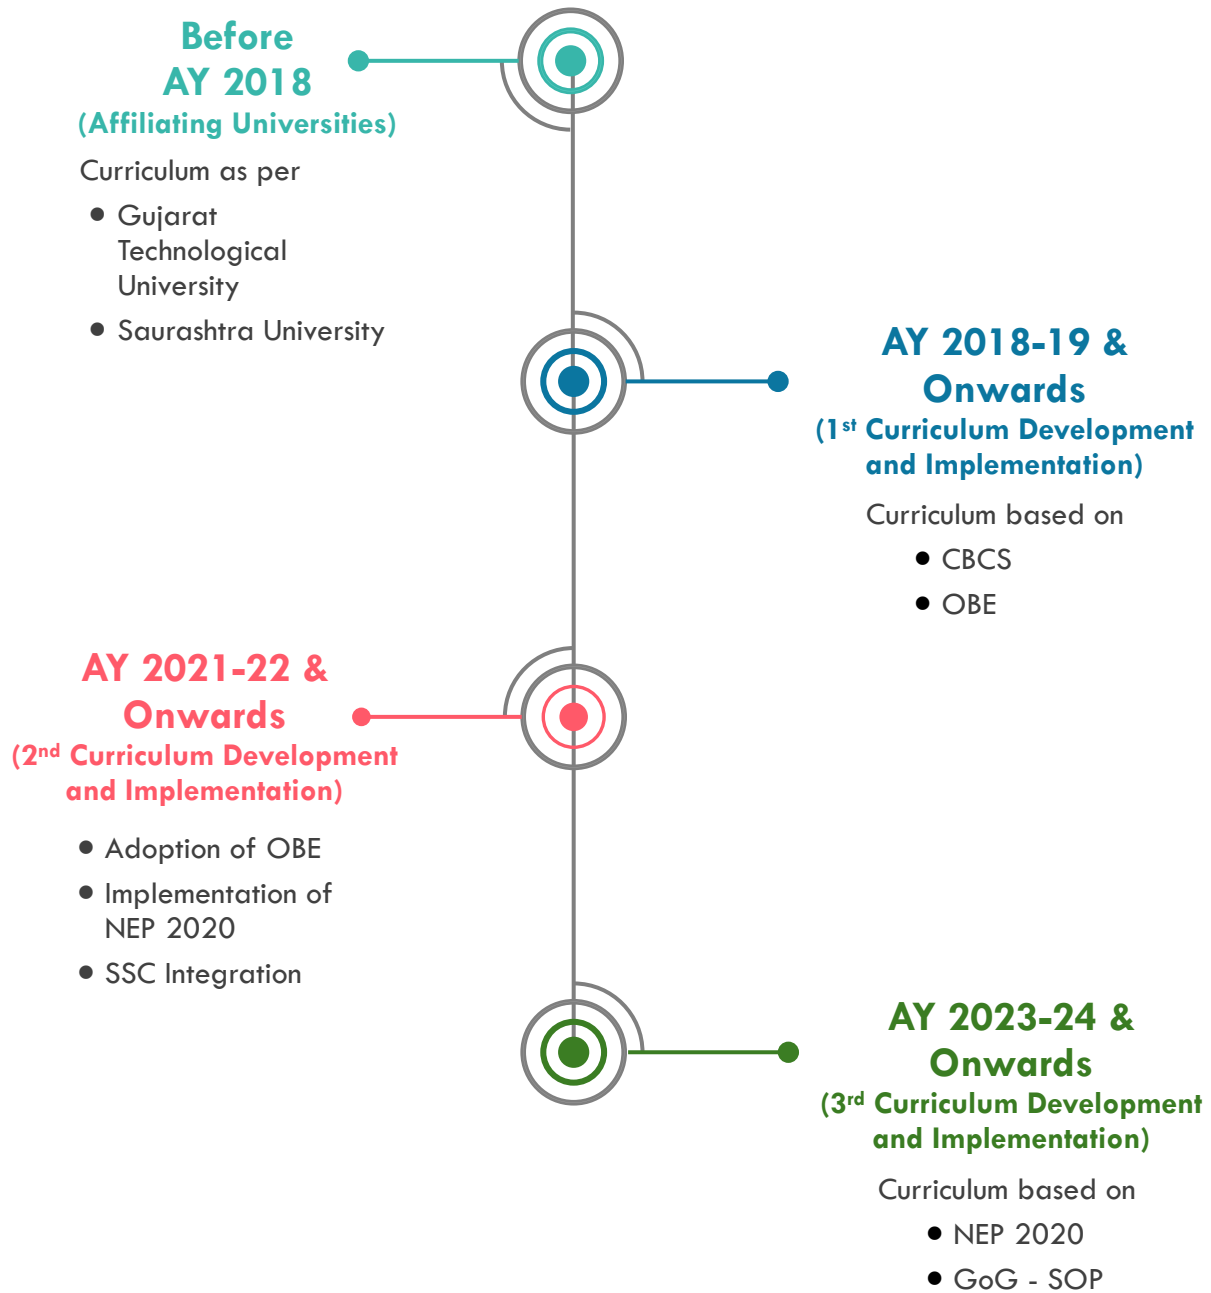 Before
AY 2018
(Affiliating Universities)
Curriculum as per
• Gujarat
Technological
University
• Saurashtra University
AY 2018-19 &
Onwards
(1st Curriculum Development
and Implementation)
Curriculum based on
• CBCS
• OBE
AY 2021-22 &
Onwards
(2nd Curriculum Development
and Implementation)
• Adoption of OBE
• Implementation of
NEP 2020
• SSC Integration
AY 2023-24 &
Onwards
(3rd Curriculum Development
and Implementation)
Curriculum based on
• NEP 2020
• GoG - SOP